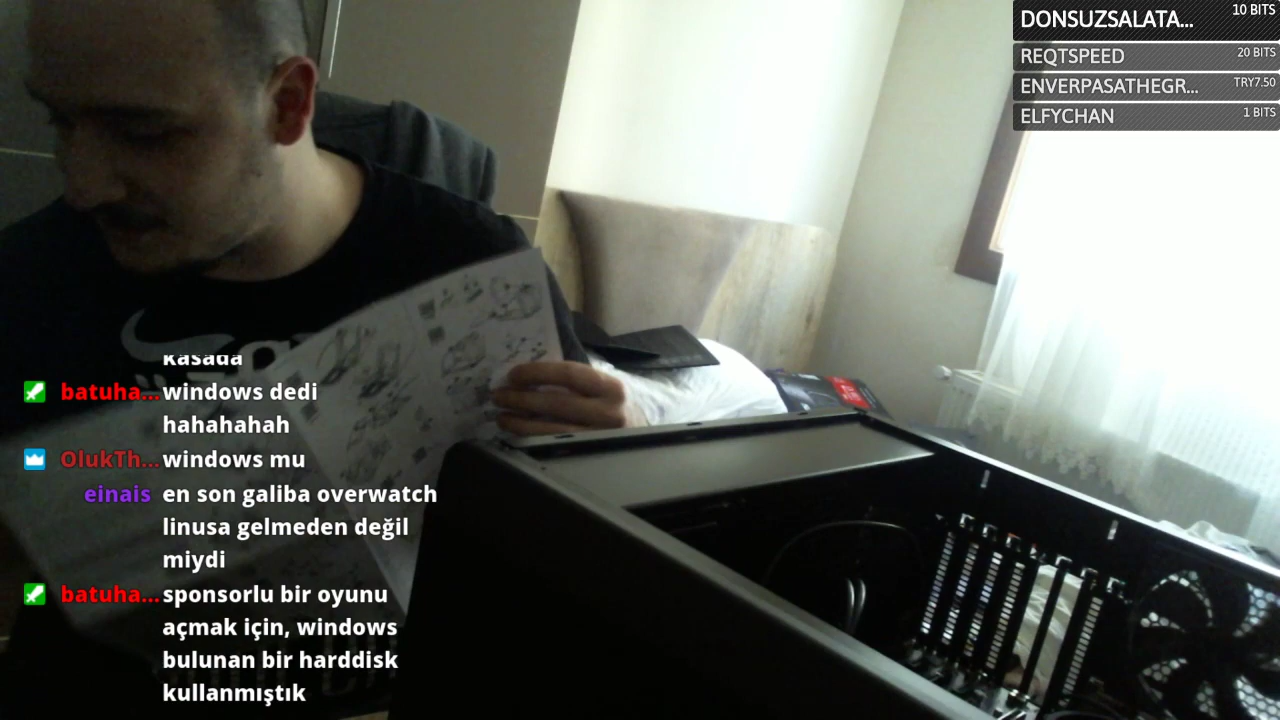 DONSUZSALATA... 10 BITS
REQTSPEED 20 BITS
ENVERPASATHEGR... TRY7.50
ELFYCHAN 1 BITS
kasada
batuha... windows dedi
hahahahah
OlukTh... windows mu
einais en son galiba overwatch
linusa gelmeden değil
miydi
batuha... sponsorlu bir oyunu
açmak için, windows
bulunan bir harddisk
kullanmıştık